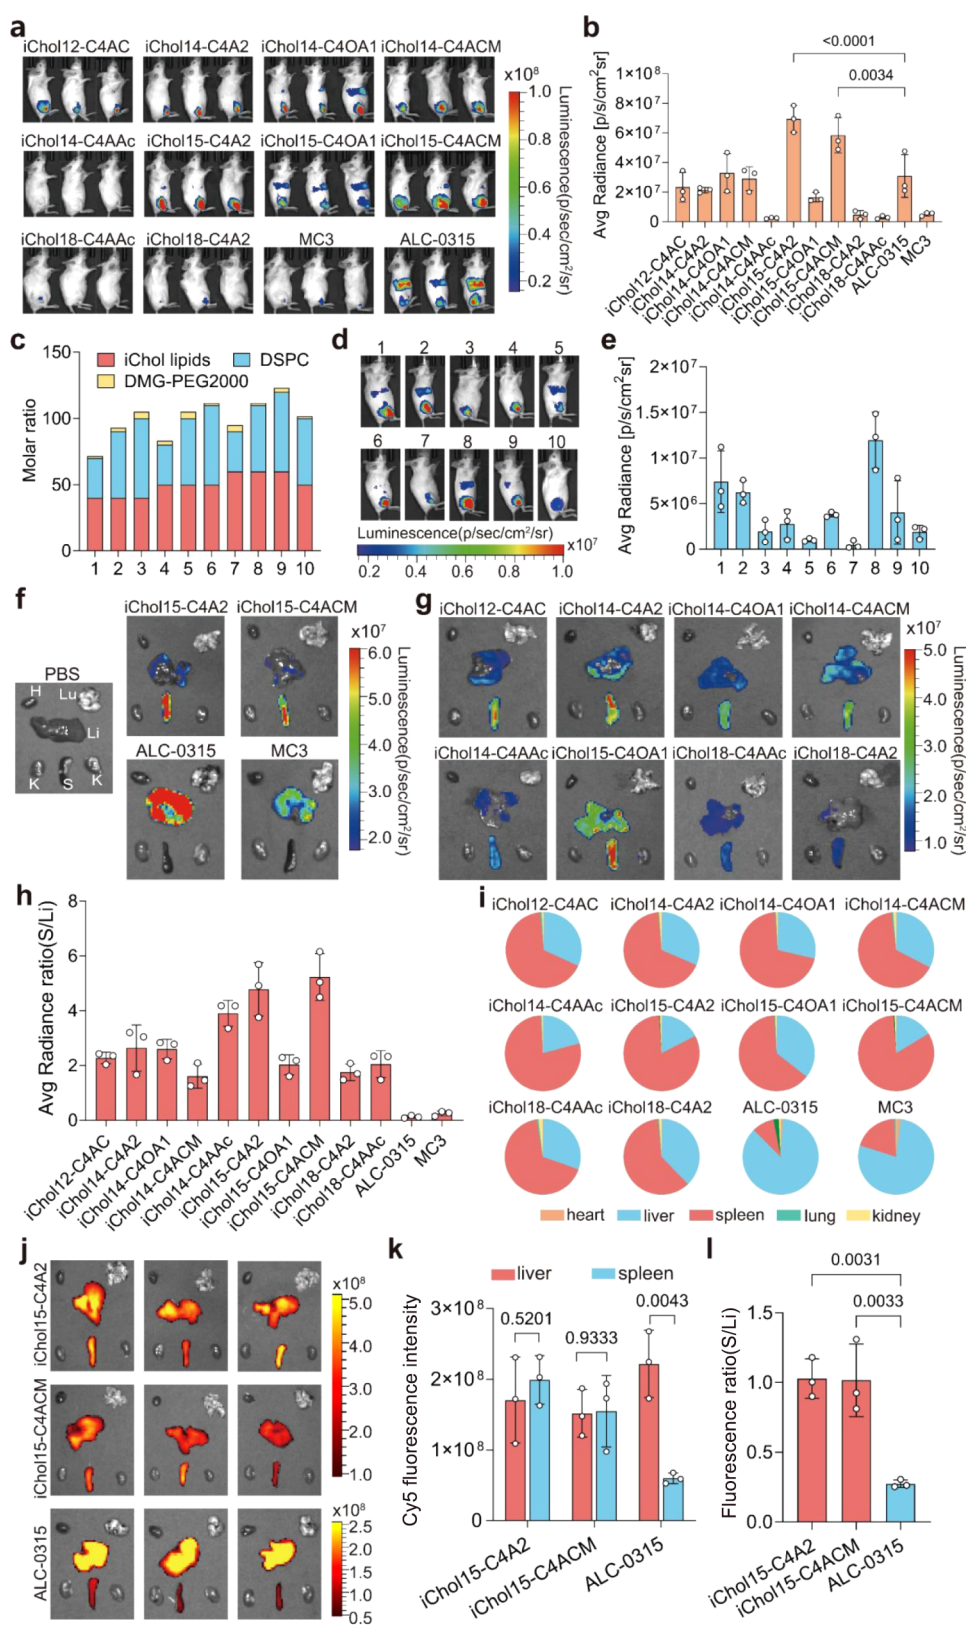 a
iChol12-C4AC iChol14-C4A2 iChol14-C4OA1 iChol14-C4ACM
iChol14-C4AAc iChol15-C4A2 iChol15-C4OA1 iChol15-C4ACM
iChol18-C4AAc iChol18-C4A2 MC3 ALC-0315
x10⁸
1.0
0.8
0.6
0.4
0.2
Luminescence(p/sec/cm²/sr)
b
<0.0001
0.0034
Avg Radiance [p/s/cm²sr]
1×10⁸
8×10⁷
6×10⁷
4×10⁷
2×10⁷
0
iChol12-C4AC
iChol14-C4A2
iChol14-C4OA1
iChol14-C4ACM
iChol14-C4AAc
iChol15-C4A2
iChol15-C4OA1
iChol15-C4ACM
iChol18-C4A2
iChol18-C4AAc
ALC-0315
MC3
c
iChol lipids DSPC
DMG-PEG2000
Molar ratio
150
100
50
0
1 2 3 4 5 6 7 8 9 10
d
1 2 3 4 5
6 7 8 9 10
Luminescence(p/sec/cm²/sr)
x10⁷
0.2 0.4 0.6 0.8 1.0
e
Avg Radiance [p/s/cm²sr]
2×10⁷
1.5×10⁷
1×10⁷
5×10⁶
0
1 2 3 4 5 6 7 8 9 10
f
PBS
H Lu
Li
K S K
iChol15-C4A2 iChol15-C4ACM
ALC-0315 MC3
x10⁷
6.0
5.0
4.0
3.0
2.0
Luminescence(p/sec/cm²/sr)
g
iChol12-C4AC iChol14-C4A2 iChol14-C4OA1 iChol14-C4ACM
iChol14-C4AAc iChol15-C4OA1 iChol18-C4AAc iChol18-C4A2
x10⁷
5.0
4.0
3.0
2.0
1.0
Luminescence(p/sec/cm²/sr)
h
Avg Radiance ratio(S/Li)
8
6
4
2
0
iChol12-C4AC
iChol14-C4A2
iChol14-C4OA1
iChol14-C4ACM
iChol14-C4AAc
iChol15-C4A2
iChol15-C4OA1
iChol15-C4ACM
iChol18-C4A2
iChol18-C4AAc
ALC-0315
MC3
i
iChol12-C4AC iChol14-C4A2 iChol14-C4OA1 iChol14-C4ACM
iChol14-C4AAc iChol15-C4A2 iChol15-C4OA1 iChol15-C4ACM
iChol18-C4AAc iChol18-C4A2 ALC-0315 MC3
heart liver spleen lung kidney
j
iChol15-C4A2
iChol15-C4ACM
ALC-0315
x10⁸
5.0
4.0
3.0
2.0
1.0
x10⁸
2.5
2.0
1.5
1.0
0.5
k
liver spleen
Cy5 fluorescence intensity
3×10⁸
2×10⁸
1×10⁸
0
0.5201
0.9333
0.0043
iChol15-C4A2
iChol15-C4ACM
ALC-0315
l
0.0031
0.0033
Fluorescence ratio(S/Li)
1.5
1.0
0.5
0.0
iChol15-C4A2
iChol15-C4ACM
ALC-0315